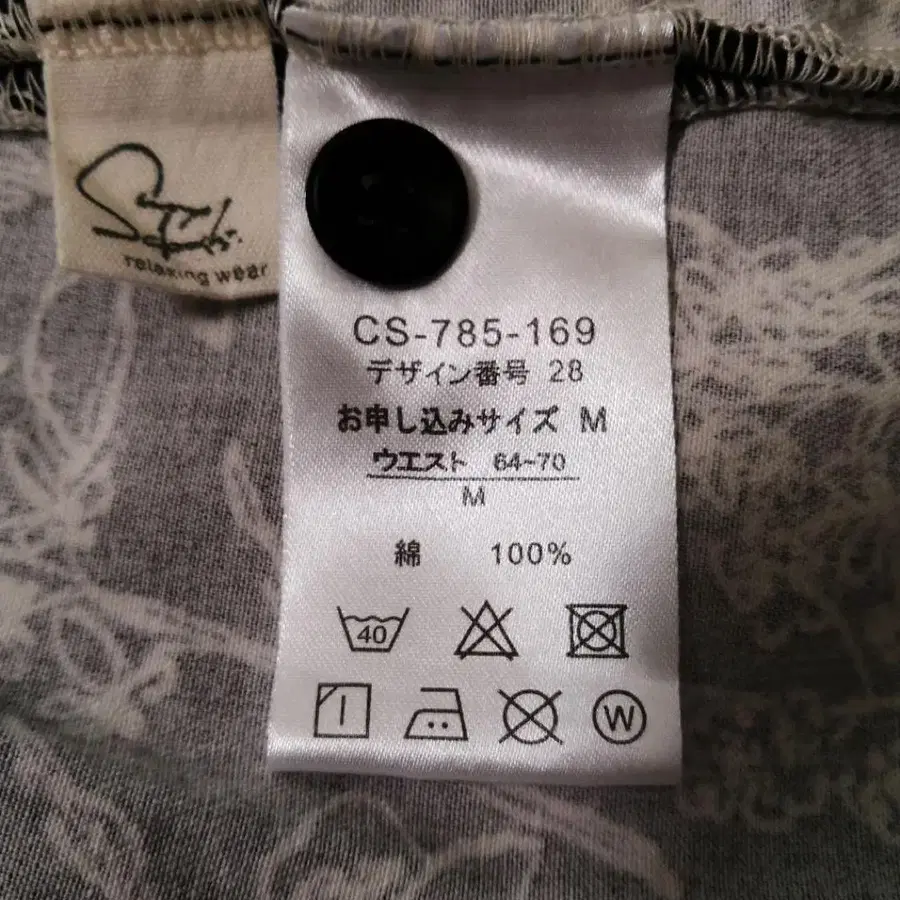 relaxing wear
CS-785-169
デザイン番号 28
お申し込みサイズ M
ウエスト 64-70
M
綿 100%
40
W